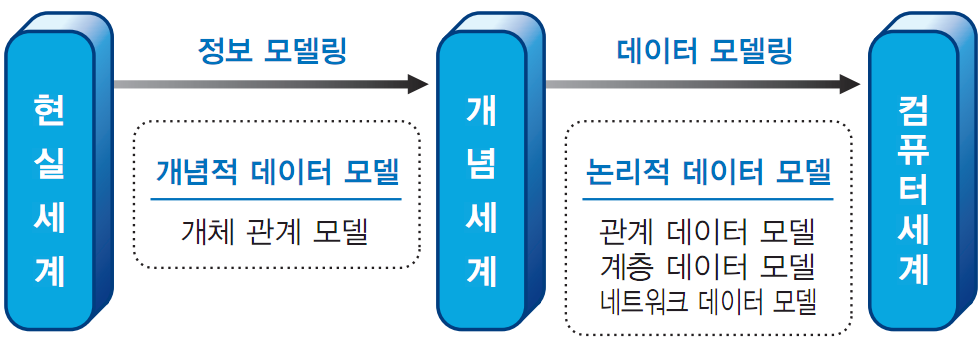 현실세계
정보 모델링
개념적 데이터 모델
개체 관계 모델
개념세계
데이터 모델링
논리적 데이터 모델
관계 데이터 모델
계층 데이터 모델
네트워크 데이터 모델
컴퓨터세계